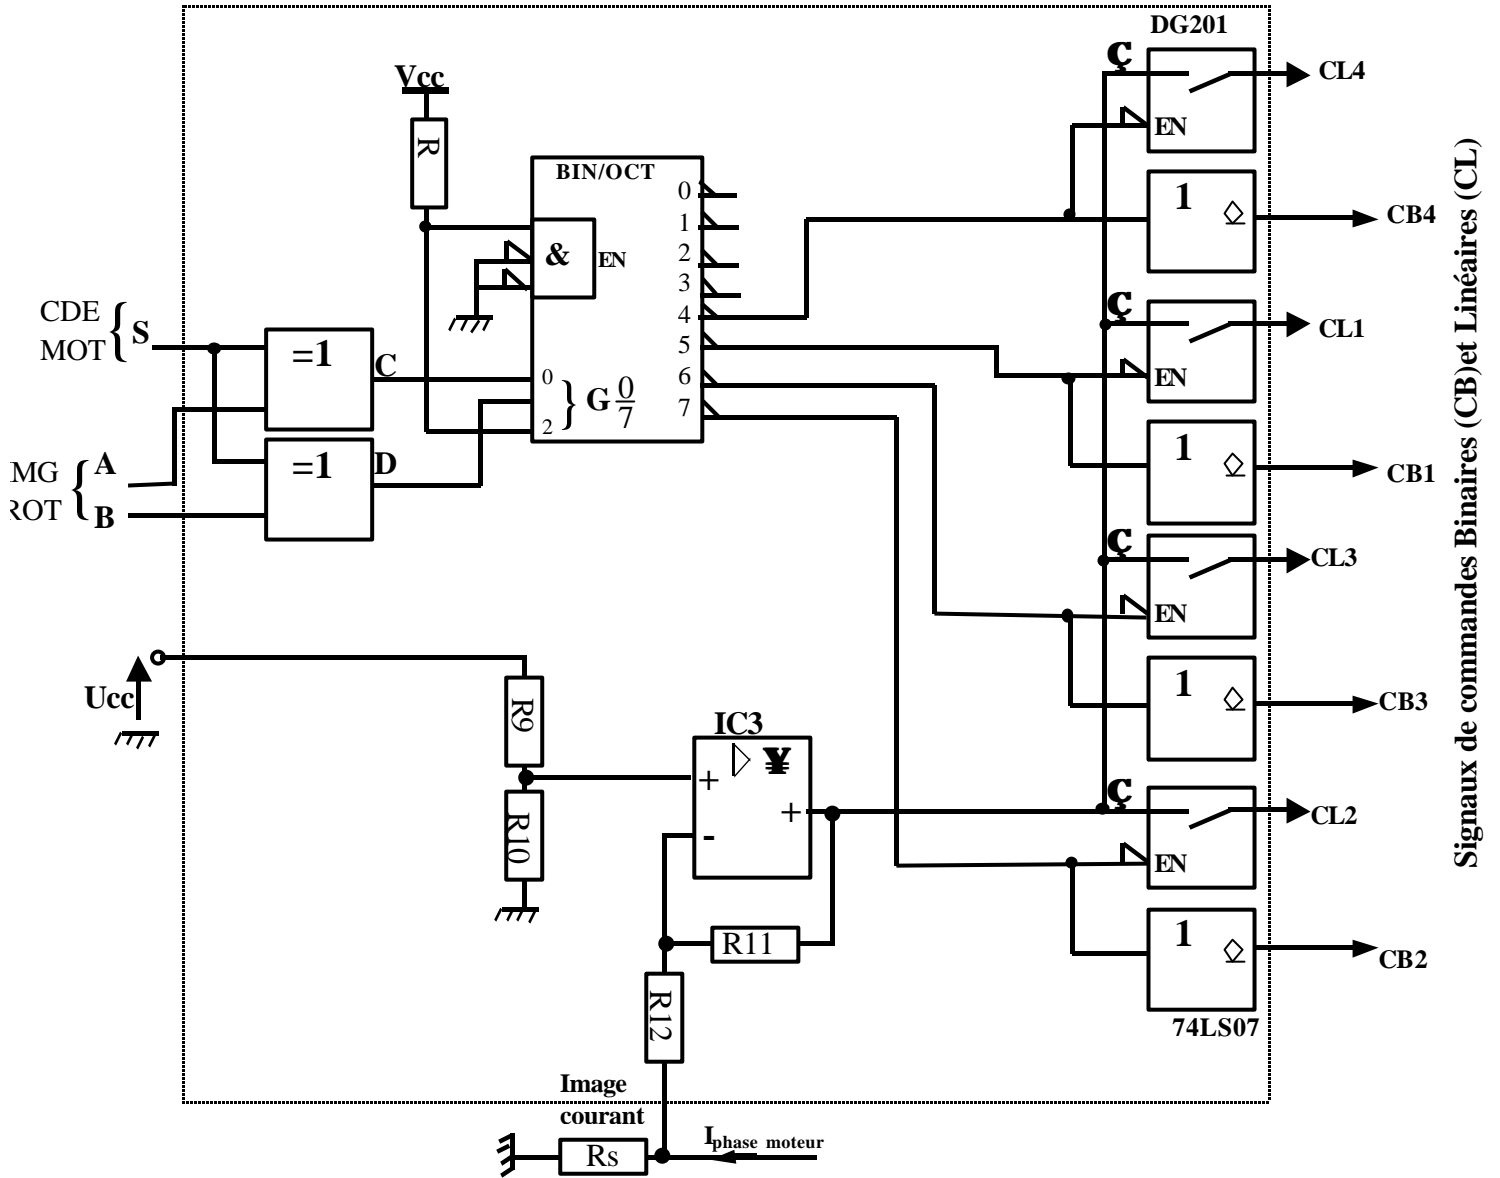 DG201
Ç
CL4
EN
1
CB4
Vcc
R
BIN/OCT
0
1
2
3
4
5
6
7
&
EN
0
2
} G 0/7
CDE
MOT
{ S
=1
C
=1
D
MG
ROT
{ A
B
Ç
CL1
EN
1
CB1
Ç
CL3
EN
1
CB3
Ucc
R9
R10
IC3
¥
+
-
+
R11
R12
Ç
CL2
EN
1
CB2
74LS07
Image
courant
Rs
Iphase moteur
Signaux de commandes Binaires (CB)et Linéaires (CL)